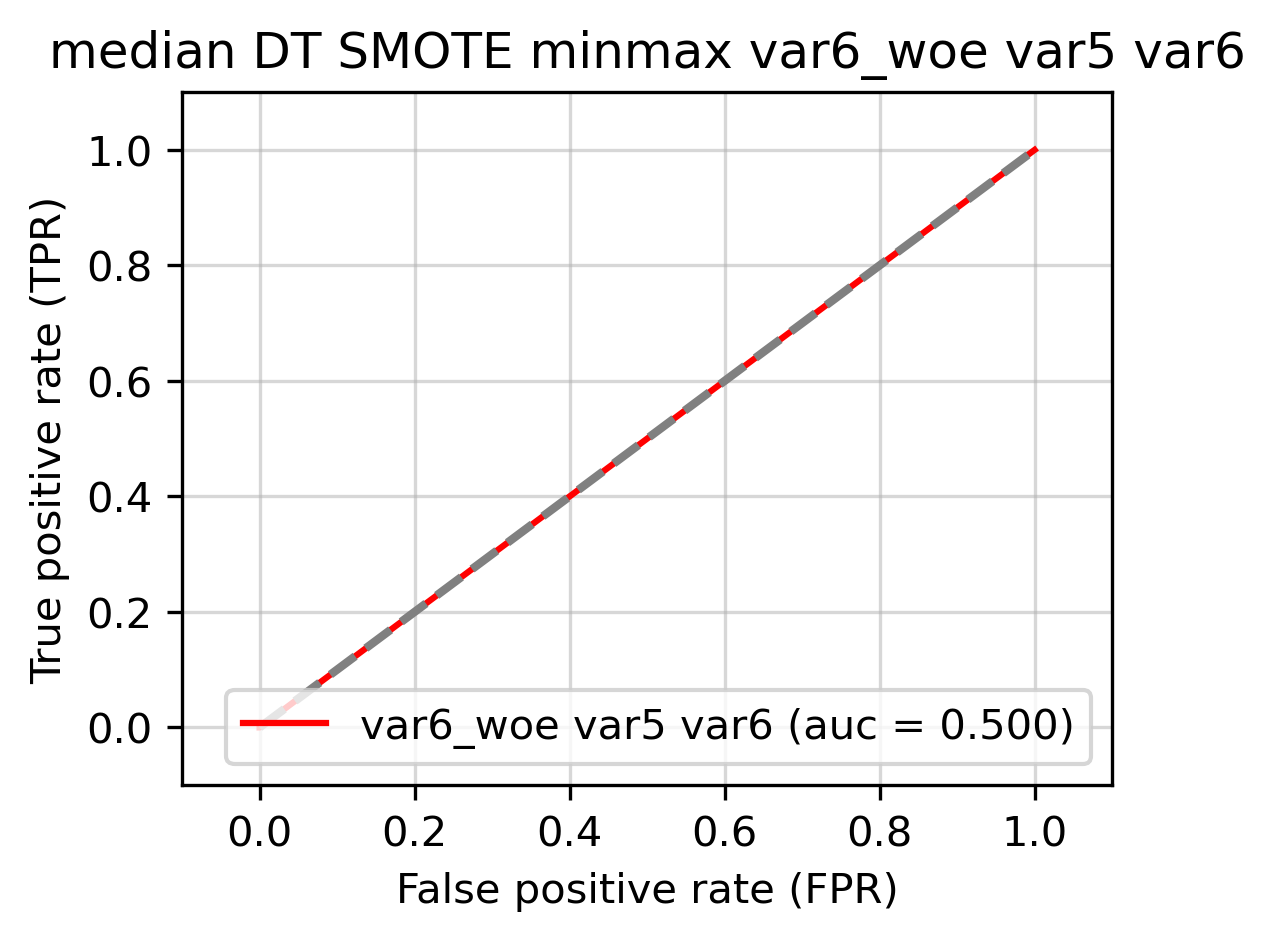 median DT SMOTE minmax var6_woe var5 var6
True positive rate (TPR)
1.0
0.8
0.6
0.4
0.2
0.0
var6_woe var5 var6 (auc = 0.500)
0.0 0.2 0.4 0.6 0.8 1.0
False positive rate (FPR)